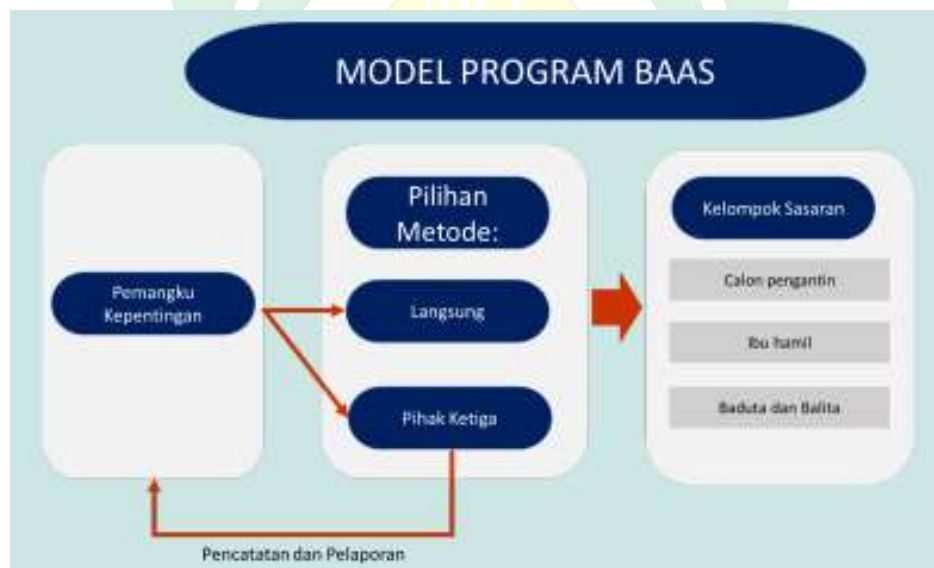 MODEL PROGRAM BAAS
Pemangku
Kepentingan
Pilihan
Metode:
Langsung
Pihak Ketiga
Kelompok Sasaran
Calon pengantin
Ibu hamil
Baduta dan Balita
Pencatatan dan Pelaporan